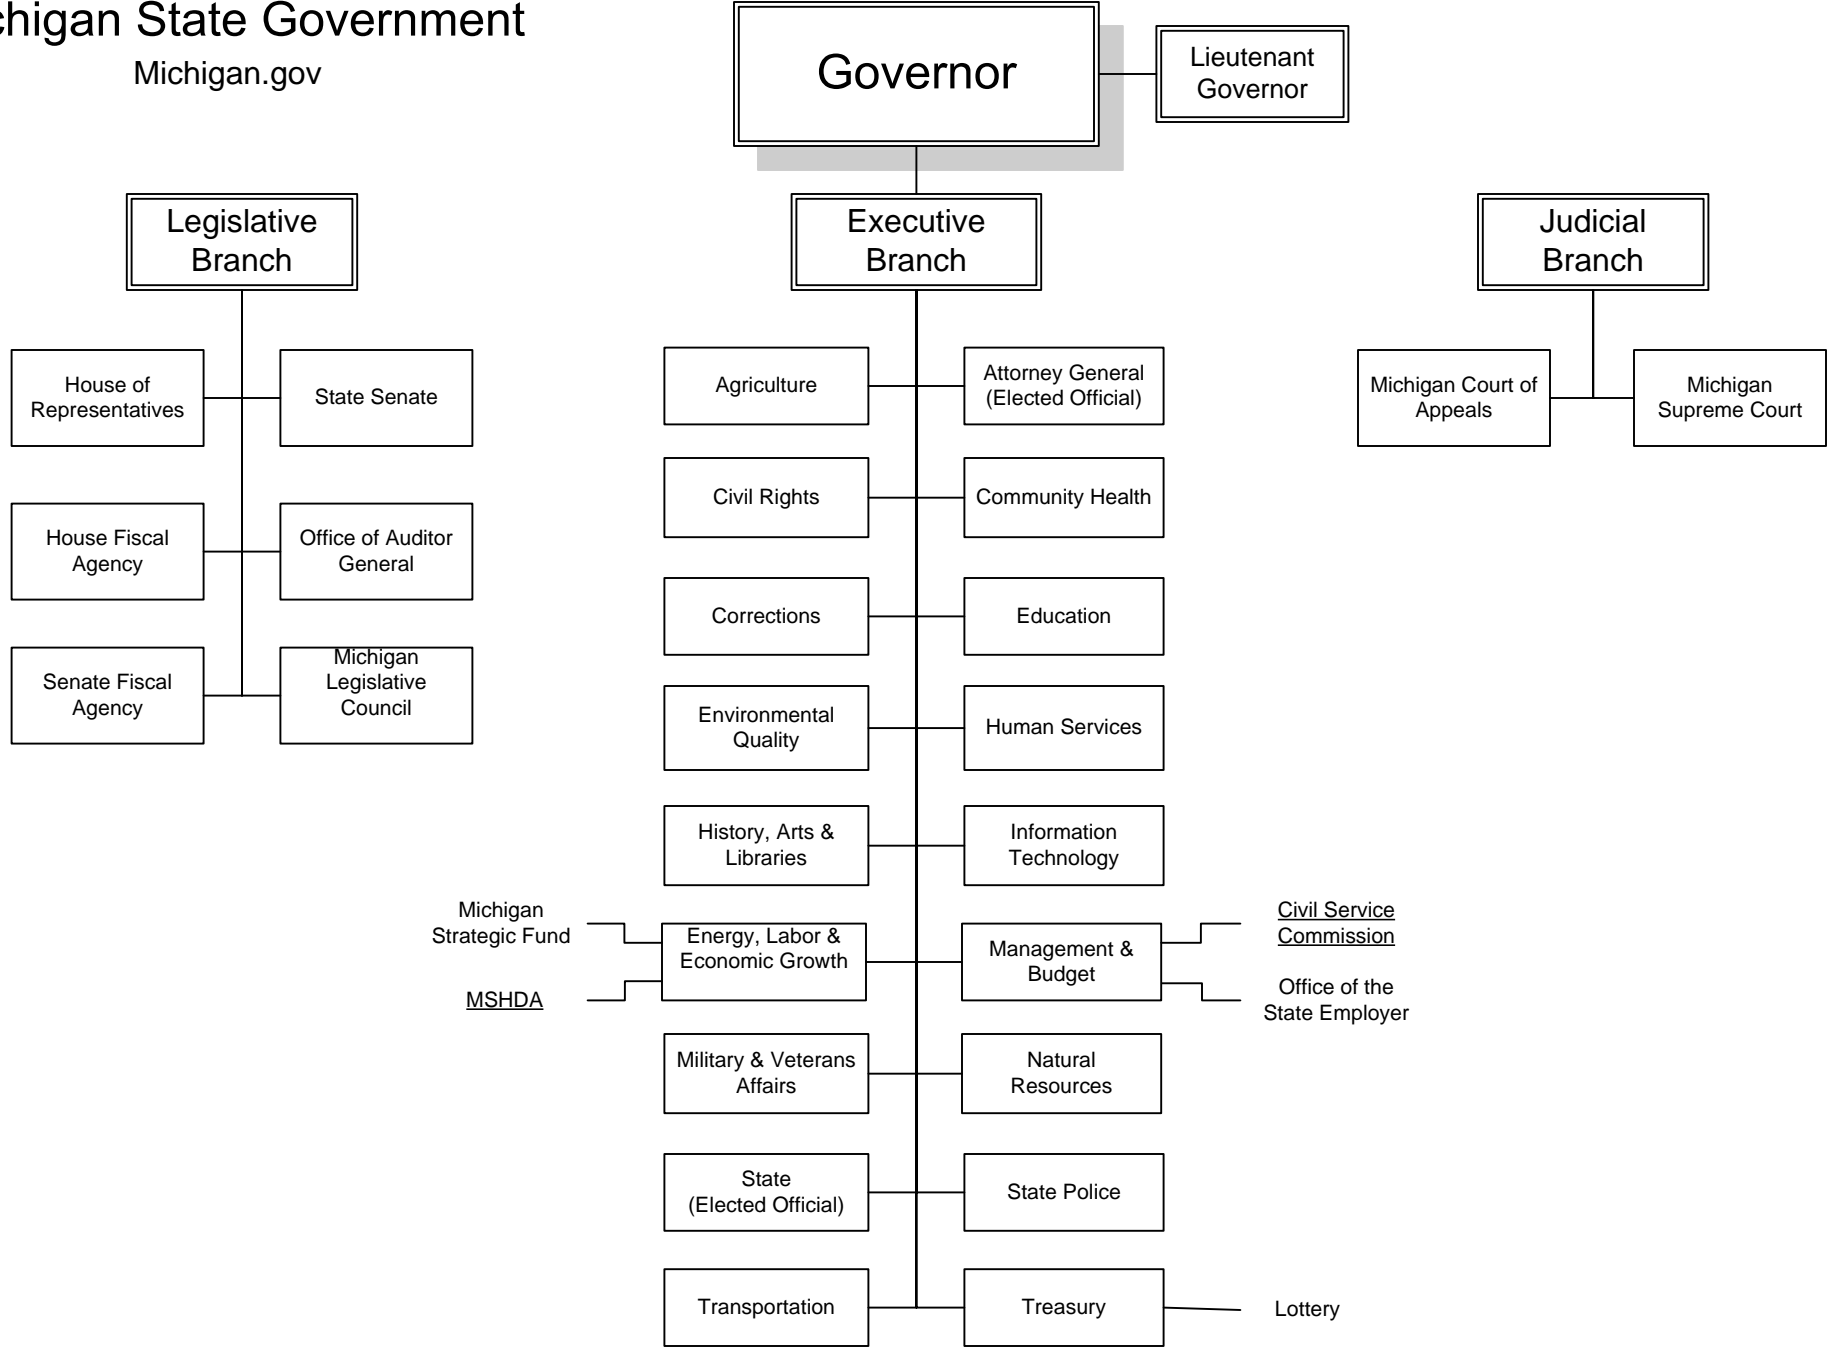 chigan State Government
Michigan.gov
Governor
Lieutenant
Governor
Legislative
Branch
Executive
Branch
Judicial
Branch
House of
Representatives
State Senate
House Fiscal
Agency
Office of Auditor
General
Senate Fiscal
Agency
Michigan
Legislative
Council
Agriculture
Attorney General
(Elected Official)
Civil Rights
Community Health
Corrections
Education
Environmental
Quality
Human Services
History, Arts &
Libraries
Information
Technology
Michigan
Strategic Fund
MSHDA
Energy, Labor &
Economic Growth
Management &
Budget
Civil Service
Commission
Office of the
State Employer
Military & Veterans
Affairs
Natural
Resources
State
(Elected Official)
State Police
Transportation
Treasury
Lottery
Michigan Court of
Appeals
Michigan
Supreme Court